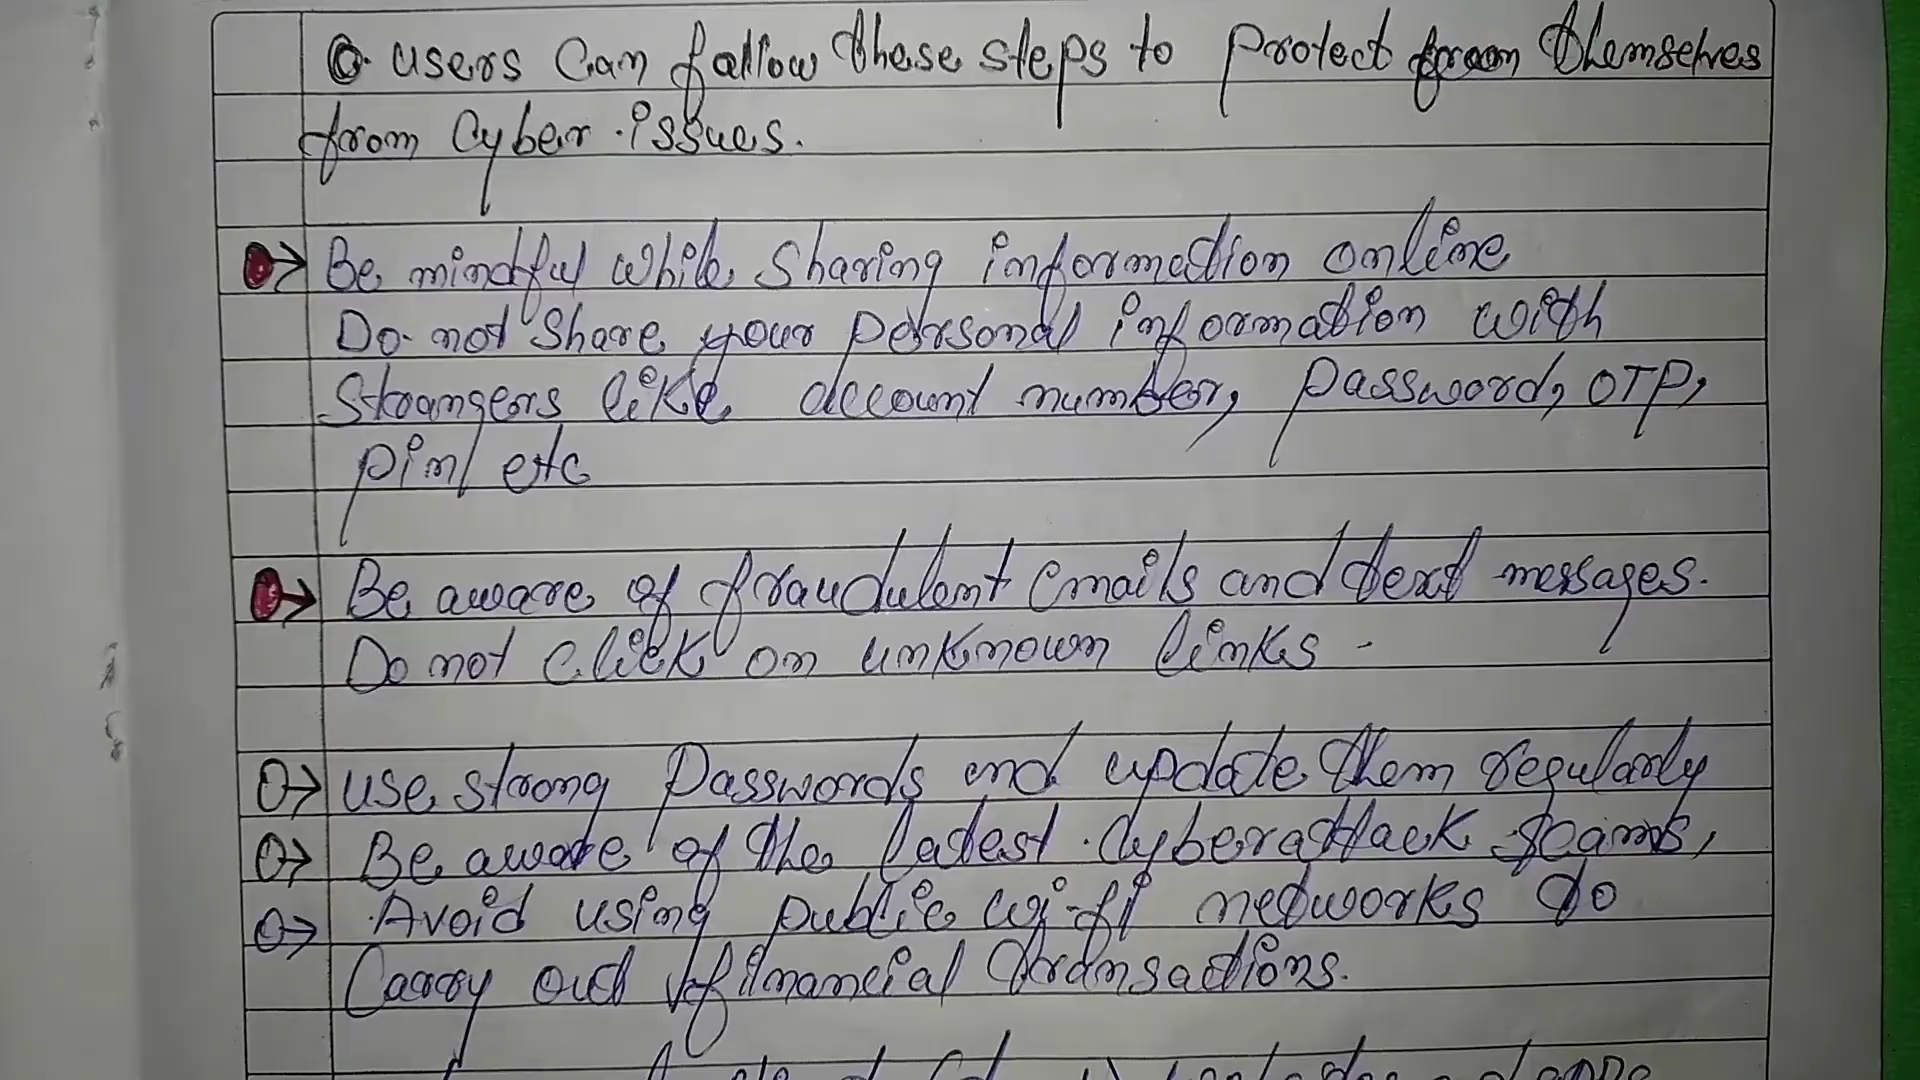 users can follow these steps to protect from themselves
from cyber issues.
Be mindful while sharing information online
Do not share your personal information with
Strangers like account number, password, OTP,
pin etc
Be aware of fraudulent emails and text messages.
Do not click on unknown links.
use strong passwords and update them regularly
Be aware of the latest cyberattack scams,
Avoid using public wi-fi networks to
Carry out financial transactions.